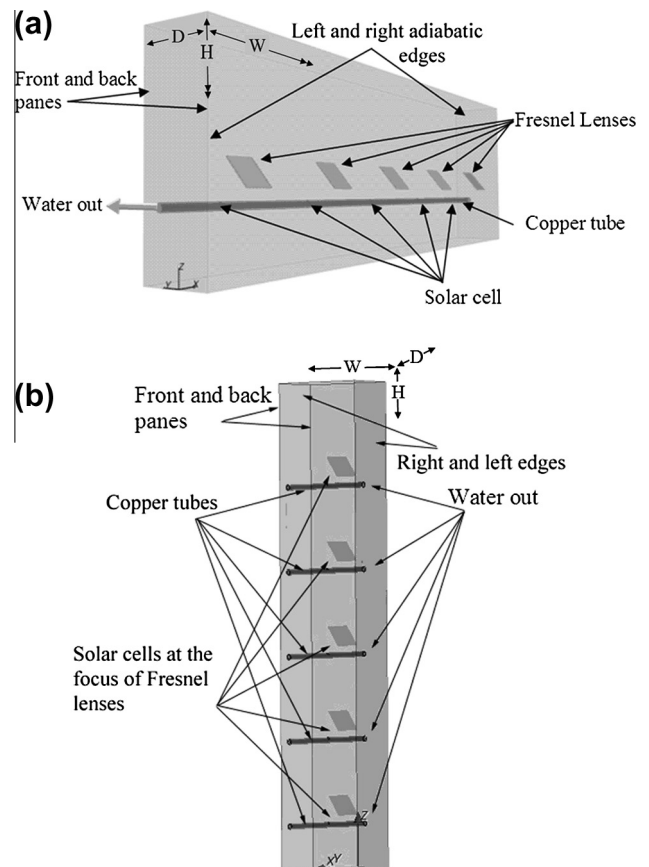 (a)
D
H
W
Left and right adiabatic
edges
Front and back
panes
Fresnel Lenses
Water out
Copper tube
Solar cell
Z
Y
X
(b)
W
D
H
Front and back
panes
Right and left edges
Copper tubes
Water out
Solar cells at the
focus of Fresnel
lenses
Z
XY